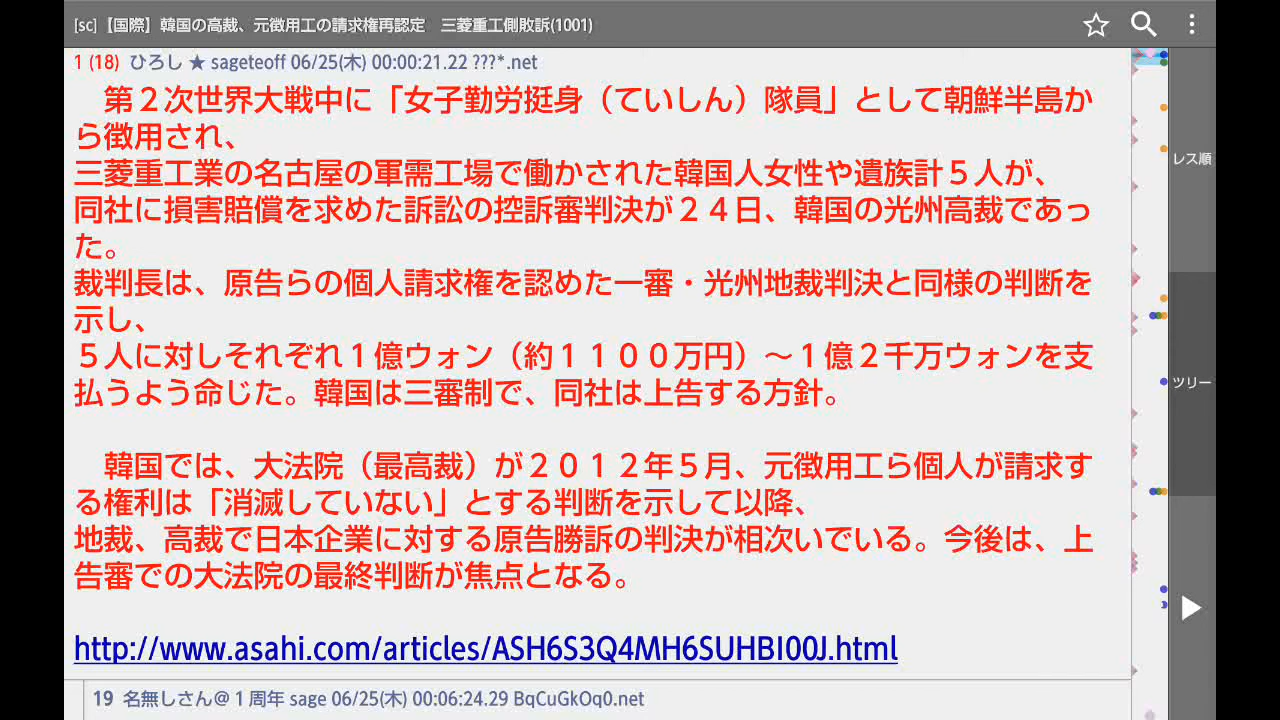 [sc]【国際】韓国の高裁、元徴用工の請求権再認定　三菱重工側敗訴(1001)
1 (18) ひろし ★ sageteoff 06/25(木) 00:00:21.22 ???*.net
　第２次世界大戦中に「女子勤労挺身（ていしん）隊員」として朝鮮半島か
ら徴用され、
三菱重工業の名古屋の軍需工場で働かされた韓国人女性や遺族計５人が、
同社に損害賠償を求めた訴訟の控訴審判決が２４日、韓国の光州高裁であっ
た。
裁判長は、原告らの個人請求権を認めた一審・光州地裁判決と同様の判断を
示し、
５人に対しそれぞれ１億ウォン（約１１００万円）～１億２千万ウォンを支
払うよう命じた。韓国は三審制で、同社は上告する方針。
　韓国では、大法院（最高裁）が２０１２年５月、元徴用工ら個人が請求す
る権利は「消滅していない」とする判断を示して以降、
地裁、高裁で日本企業に対する原告勝訴の判決が相次いでいる。今後は、上
告審での大法院の最終判断が焦点となる。
http://www.asahi.com/articles/ASH6S3Q4MH6SUHBI00J.html
19 名無しさん＠１周年 sage 06/25(木) 00:06:24.29 BqCuGkOq0.net
レス順
ツリー